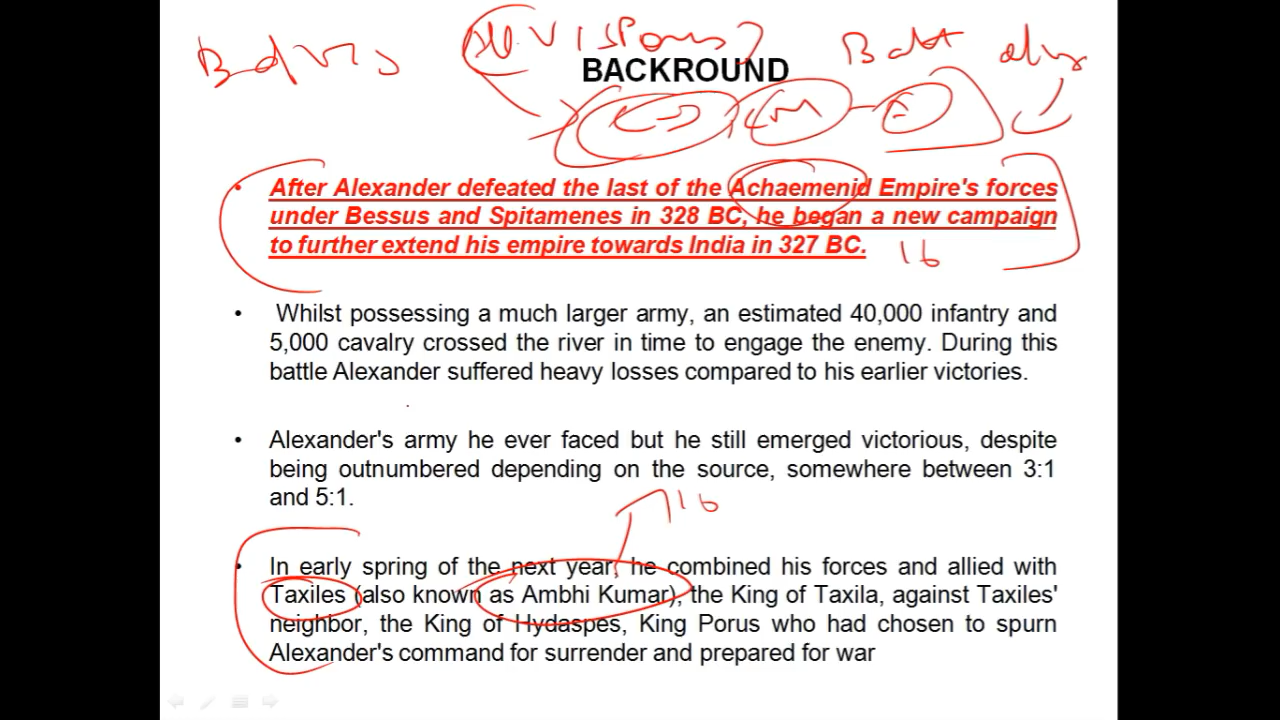 BACKROUND
• After Alexander defeated the last of the Achaemenid Empire's forces
under Bessus and Spitamenes in 328 BC, he began a new campaign
to further extend his empire towards India in 327 BC.
16
• Whilst possessing a much larger army, an estimated 40,000 infantry and
5,000 cavalry crossed the river in time to engage the enemy. During this
battle Alexander suffered heavy losses compared to his earlier victories.
• Alexander's army he ever faced but he still emerged victorious, despite
being outnumbered depending on the source, somewhere between 3:1
and 5:1.
16
• In early spring of the next year, he combined his forces and allied with
Taxiles (also known as Ambhi Kumar), the King of Taxila, against Taxiles'
neighbor, the King of Hydaspes, King Porus who had chosen to spurn
Alexander's command for surrender and prepared for war